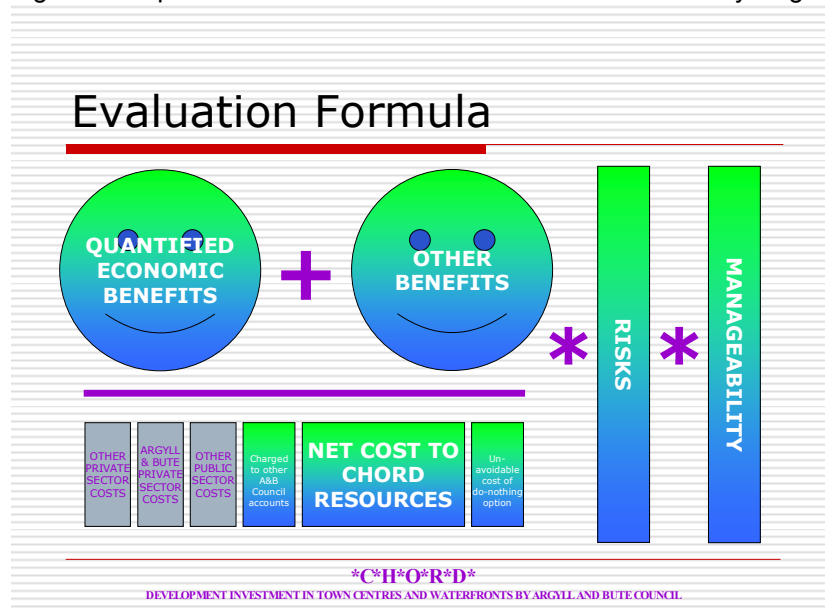 Evaluation Formula
QUANTIFIED
ECONOMIC
BENEFITS
+
OTHER
BENEFITS
*
RISKS
*
MANAGEABILITY
OTHER
PRIVATE
SECTOR
COSTS
ARGYLL
& BUTE
PRIVATE
SECTOR
COSTS
OTHER
PUBLIC
SECTOR
COSTS
Charged
to other
A&B
Council
accounts
NET COST TO
CHORD
RESOURCES
Un-
avoidable
cost of
do-nothing
option
*C*H*O*R*D*
DEVELOPMENT INVESTMENT IN TOWN CENTRES AND WATERFRONTS BY ARGYLL AND BUTE COUNCIL